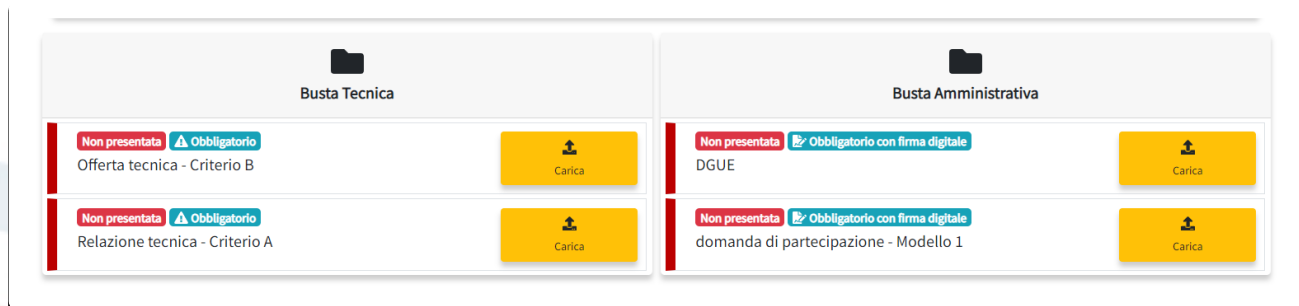 Busta Tecnica
Non presentata Obbligatorio
Offerta tecnica - Criterio B
Carica
Non presentata Obbligatorio
Relazione tecnica - Criterio A
Carica
Busta Amministrativa
Non presentata Obbligatorio con firma digitale
DGUE
Carica
Non presentata Obbligatorio con firma digitale
domanda di partecipazione - Modello 1
Carica